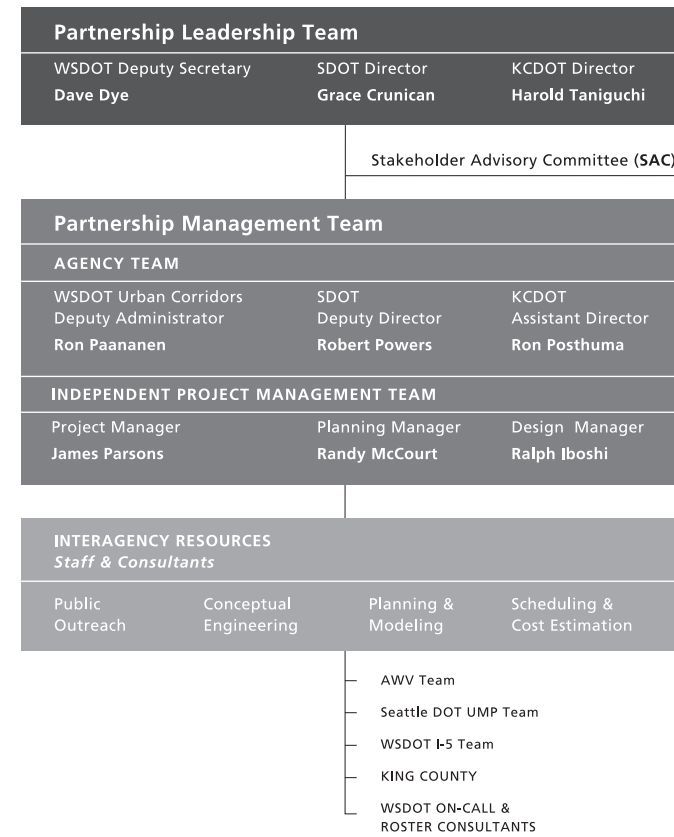 Partnership Leadership Team
WSDOT Deputy Secretary SDOT Director KCDOT Director
Dave Dye Grace Crunican Harold Taniguchi
Stakeholder Advisory Committee (SAC)
Partnership Management Team
AGENCY TEAM
WSDOT Urban Corridors SDOT KCDOT
Deputy Administrator Deputy Director Assistant Director
Ron Paananen Robert Powers Ron Posthuma
INDEPENDENT PROJECT MANAGEMENT TEAM
Project Manager Planning Manager Design Manager
James Parsons Randy McCourt Ralph Iboshi
INTERAGENCY RESOURCES
Staff & Consultants
Public Conceptual Planning & Scheduling &
Outreach Engineering Modeling Cost Estimation
AWV Team
Seattle DOT UMP Team
WSDOT I-5 Team
KING COUNTY
WSDOT ON-CALL &
ROSTER CONSULTANTS